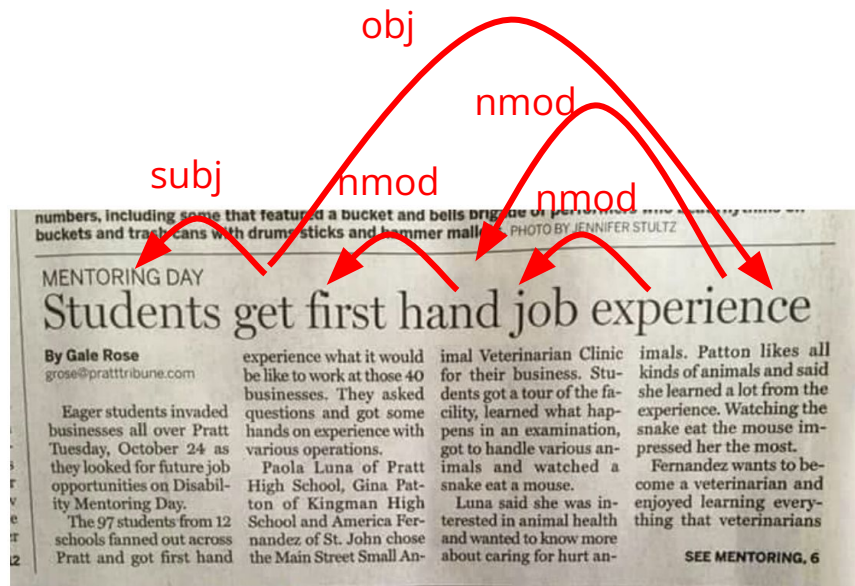 obj
nmod
subj
nmod
nmod
numbers, including some that featured a bucket and bells brigade of
buckets and trash cans with drum sticks and hammer PHOTO BY JENNIFER STULTZ
MENTORING DAY
Students get first hand job experience
By Gale Rose
grose@pratttribune.com
Eager students invaded
businesses all over Pratt
Tuesday, October 24 as
they looked for future job
opportunities on Disabil-
ity Mentoring Day.
The 97 students from 12
schools fanned out across
Pratt and got first hand
experience what it would
be like to work at those 40
businesses. They asked
questions and got some
hands on experience with
various operations.
Paola Luna of Pratt
High School, Gina Pat-
ton of Kingman High
School and America Fer-
nandez of St. John chose
the Main Street Small An-
imal Veterinarian Clinic
for their business. Stu-
dents got a tour of the fa-
cility, learned what hap-
pens in an examination,
got to handle various an-
imals and watched a
snake eat a mouse.
Luna said she was in-
terested in animal health
and wanted to know more
about caring for hurt an-
imals. Patton likes all
kinds of animals and said
she learned a lot from the
experience. Watching the
snake eat the mouse im-
pressed her the most.
Fernandez wants to be-
come a veterinarian and
enjoyed learning every-
thing that veterinarians
SEE MENTORING, 6